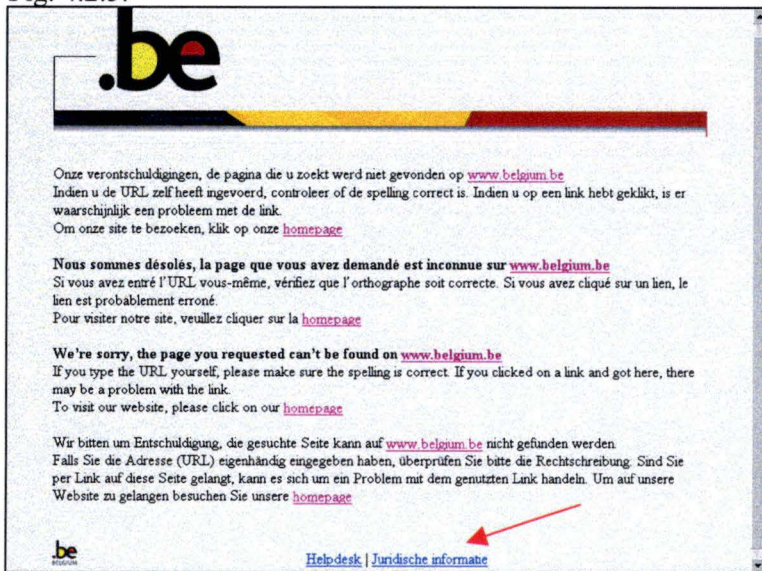 .be
Onze verontschuldigingen, de pagina die u zoekt werd niet gevonden op www.belgium.be
Indien u de URL zelf heeft ingevoerd, controleer of de spelling correct is. Indien u op een link hebt geklikt, is er
waarschijnlijk een probleem met de link.
Om onze site te bezoeken, klik op onze homepage
Nous sommes désolés, la page que vous avez demandé est inconnue sur www.belgium.be
Si vous avez entré l'URL vous-même, vérifiez que l'orthographe soit correcte. Si vous avez cliqué sur un lien, le
lien est probablement erroné.
Pour visiter notre site, veuillez cliquer sur la homepage
We're sorry, the page you requested can't be found on www.belgium.be
If you type the URL yourself, please make sure the spelling is correct. If you clicked on a link and got here, there
may be a problem with the link.
To visit our website, please click on our homepage
Wir bitten um Entschuldigung, die gesuchte Seite kann auf www.belgium.be nicht gefunden werden.
Falls Sie die Adresse (URL) eigenhändig eingegeben haben, überprüfen Sie bitte die Rechtschreibung. Sind Sie
per Link auf diese Seite gelangt, kann es sich um ein Problem mit dem genutzten Link handeln. Um auf unsere
Website zu gelangen besuchen Sie unsere homepage
.be
BELGIUM
Helpdesk | Juridische informatie